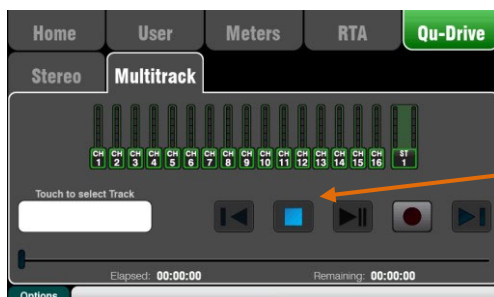 Home User Meters RTA Qu-Drive
Stereo Multitrack
CH 1 CH 2 CH 3 CH 4 CH 5 CH 6 CH 7 CH 8 CH 9 CH 10 CH 11 CH 12 CH 13 CH 14 CH 15 CH 16 ST 1
Touch to select Track
Elapsed: 00:00:00 Remaining: 00:00:00
Options